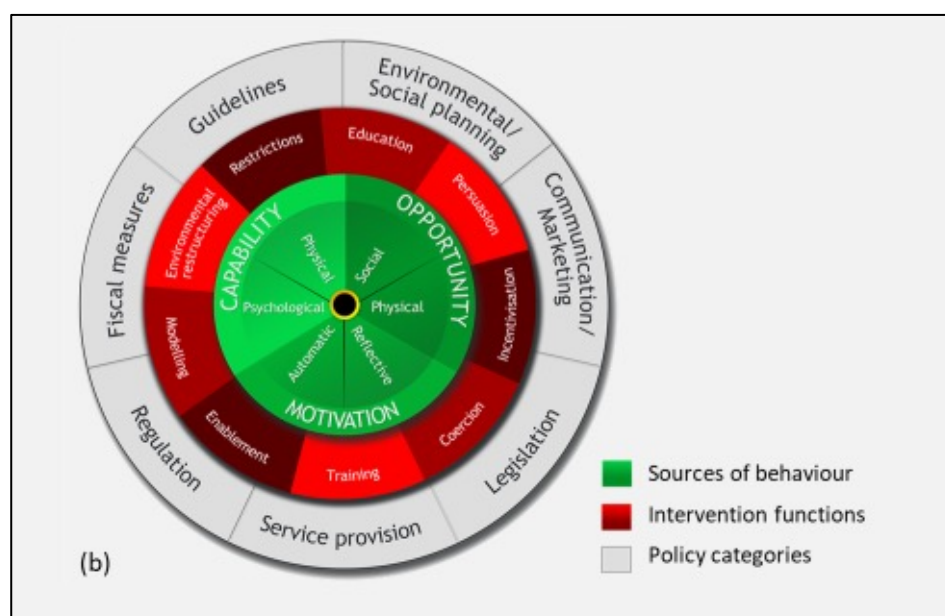 Guidelines
Environmental/
Social planning
Communication/
Marketing
Legislation
Service provision
Regulation
Fiscal measures
Restrictions
Education
Persuasion
Incentivisation
Coercion
Training
Enablement
Modelling
Environmental
restructuring
CAPABILITY
OPPORTUNITY
MOTIVATION
Physical
Social
Psychological
Physical
Automatic
Reflective
Sources of behaviour
Intervention functions
Policy categories
(b)